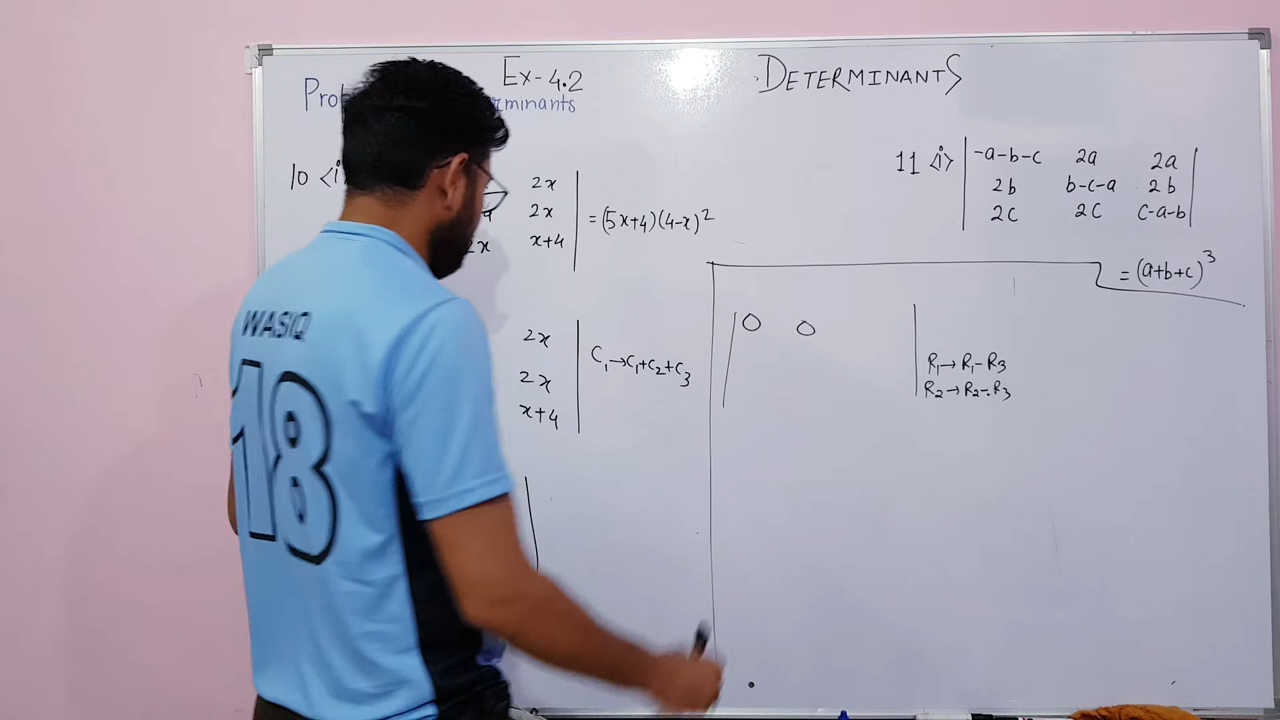 Ex-4.2
DETERMINANTS
10 <i>
2x
2x
2x x+4
= (5x+4)(4-x)²
2x
2x
x+4
C₁→C₁+C₂+C₃
11 <i>
-a-b-c 2a 2a
2b b-c-a 2b
2c 2c c-a-b
= (a+b+c)³
0 0
R₁→R₁-R₃
R₂→R₂-R₃
WASIQ
18